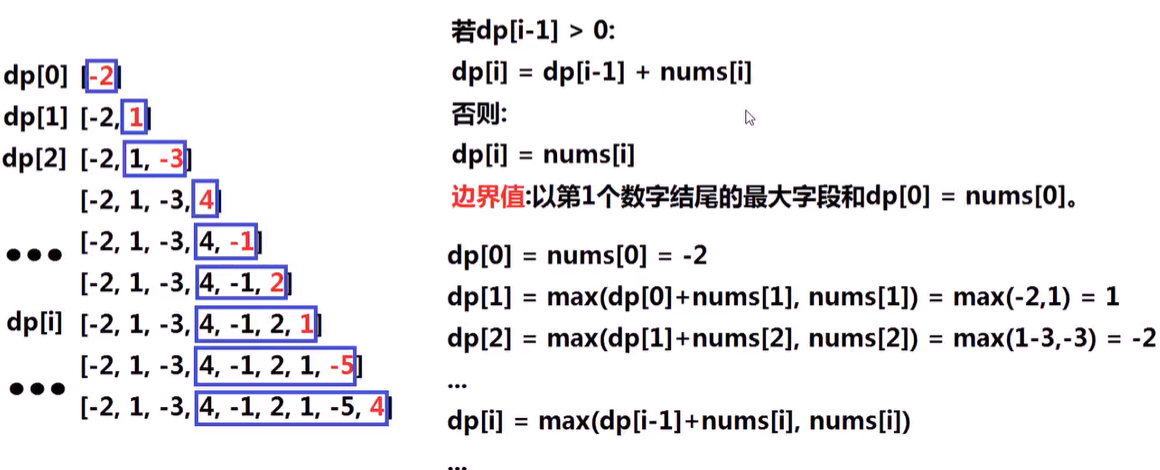 dp[0] [-2]
dp[1] [-2, 1]
dp[2] [-2, 1, -3]
[-2, 1, -3, 4]
●●● [-2, 1, -3, 4, -1]
[-2, 1, -3, 4, -1, 2]
dp[i] [-2, 1, -3, 4, -1, 2, 1]
[-2, 1, -3, 4, -1, 2, 1, -5]
●●● [-2, 1, -3, 4, -1, 2, 1, -5, 4]
若dp[i-1] > 0:
dp[i] = dp[i-1] + nums[i]
否则:
dp[i] = nums[i]
边界值:以第1个数字结尾的最大字段和dp[0] = nums[0]。
dp[0] = nums[0] = -2
dp[1] = max(dp[0]+nums[1], nums[1]) = max(-2,1) = 1
dp[2] = max(dp[1]+nums[2], nums[2]) = max(1-3,-3) = -2
...
dp[i] = max(dp[i-1]+nums[i], nums[i])
...